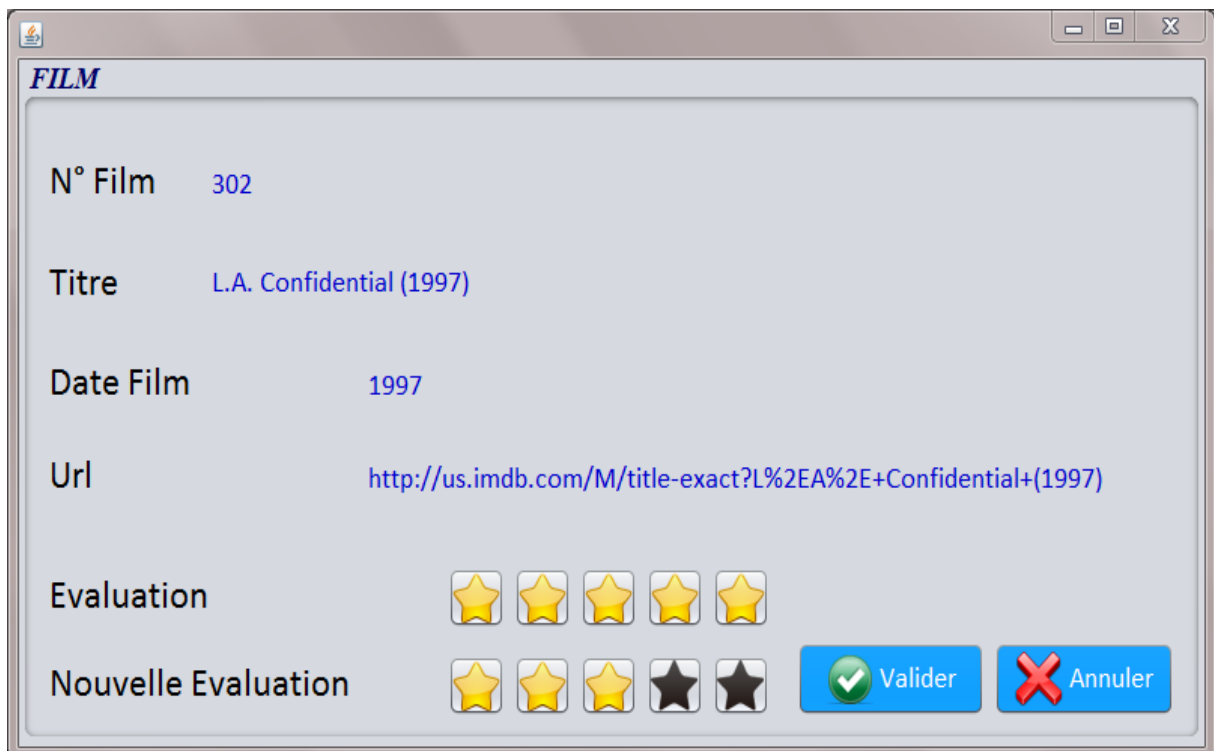 FILM
N° Film 302
Titre L.A. Confidential (1997)
Date Film 1997
Url http://us.imdb.com/M/title-exact?L%2EA%2E+Confidential+(1997)
Evaluation
Nouvelle Evaluation Valider Annuler